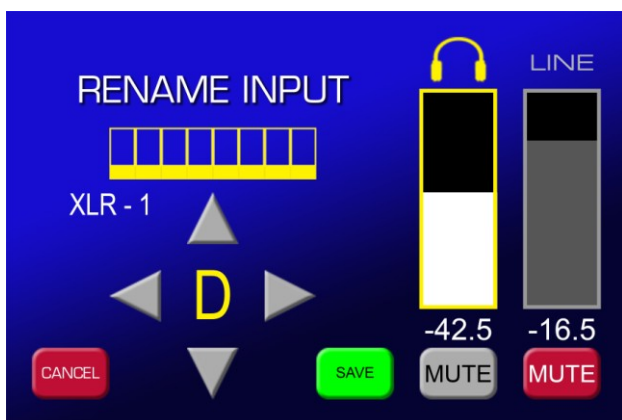 LINE
RENAME INPUT
XLR - 1
D
-42.5 -16.5
CANCEL SAVE MUTE MUTE